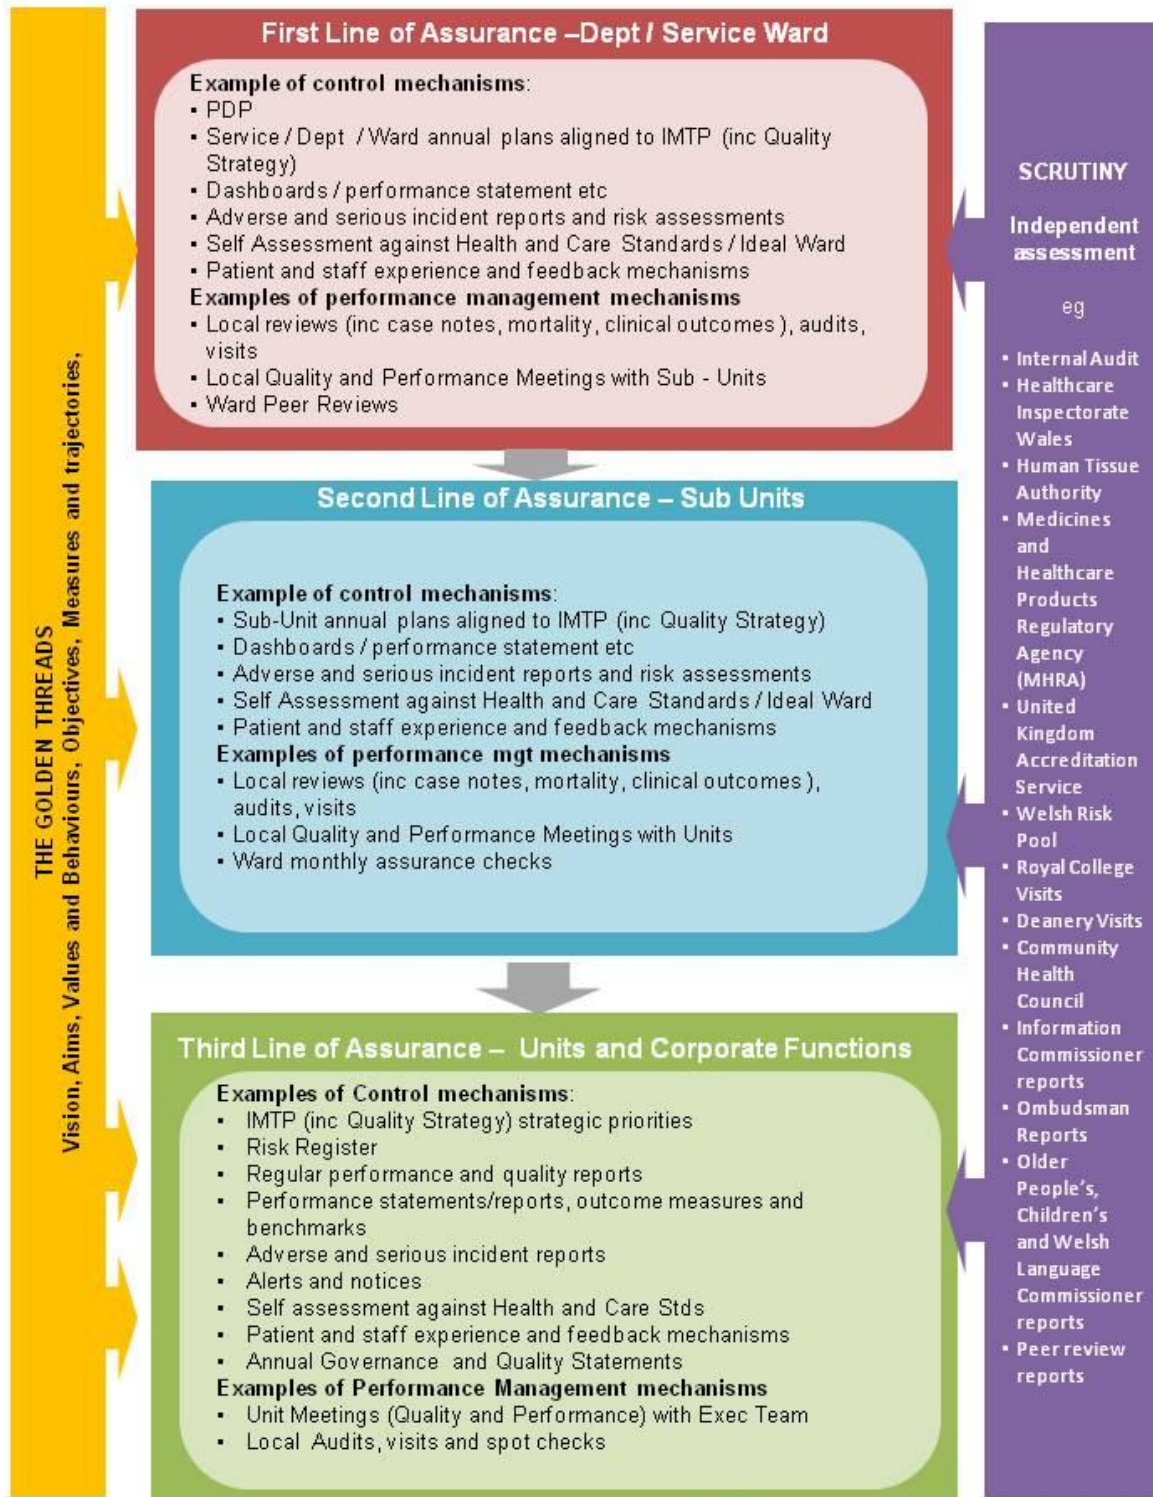 THE GOLDEN THREADS
Vision, Aims, Values and Behaviours, Objectives, Measures and trajectories,
First Line of Assurance –Dept / Service Ward
Example of control mechanisms:
▪ PDP
▪ Service / Dept / Ward annual plans aligned to IMTP (inc Quality
Strategy)
▪ Dashboards / performance statement etc
▪ Adverse and serious incident reports and risk assessments
▪ Self Assessment against Health and Care Standards / Ideal Ward
▪ Patient and staff experience and feedback mechanisms
Examples of performance management mechanisms
▪ Local reviews (inc case notes, mortality, clinical outcomes ), audits,
visits
▪ Local Quality and Performance Meetings with Sub - Units
▪ Ward Peer Reviews
Second Line of Assurance – Sub Units
Example of control mechanisms:
▪ Sub-Unit annual plans aligned to IMTP (inc Quality Strategy)
▪ Dashboards / performance statement etc
▪ Adverse and serious incident reports and risk assessments
▪ Self Assessment against Health and Care Standards / Ideal Ward
▪ Patient and staff experience and feedback mechanisms
Examples of performance mgt mechanisms
▪ Local reviews (inc case notes, mortality, clinical outcomes ),
audits, visits
▪ Local Quality and Performance Meetings with Units
▪ Ward monthly assurance checks
Third Line of Assurance – Units and Corporate Functions
Examples of Control mechanisms:
▪ IMTP (inc Quality Strategy) strategic priorities
▪ Risk Register
▪ Regular performance and quality reports
▪ Performance statements/reports, outcome measures and
benchmarks
▪ Adverse and serious incident reports
▪ Alerts and notices
▪ Self assessment against Health and Care Stds
▪ Patient and staff experience and feedback mechanisms
▪ Annual Governance and Quality Statements
Examples of Performance Management mechanisms
▪ Unit Meetings (Quality and Performance) with Exec Team
▪ Local Audits, visits and spot checks
SCRUTINY
Independent
assessment
eg
▪ Internal Audit
▪ Healthcare
Inspectorate
Wales
▪ Human Tissue
Authority
▪ Medicines
and
Healthcare
Products
Regulatory
Agency
(MHRA)
▪ United
Kingdom
Accreditation
Service
▪ Welsh Risk
Pool
▪ Royal College
Visits
▪ Deanery Visits
▪ Community
Health
Council
▪ Information
Commissioner
reports
▪ Ombudsman
Reports
▪ Older
People’s,
Children’s
and Welsh
Language
Commissioner
reports
▪ Peer review
reports